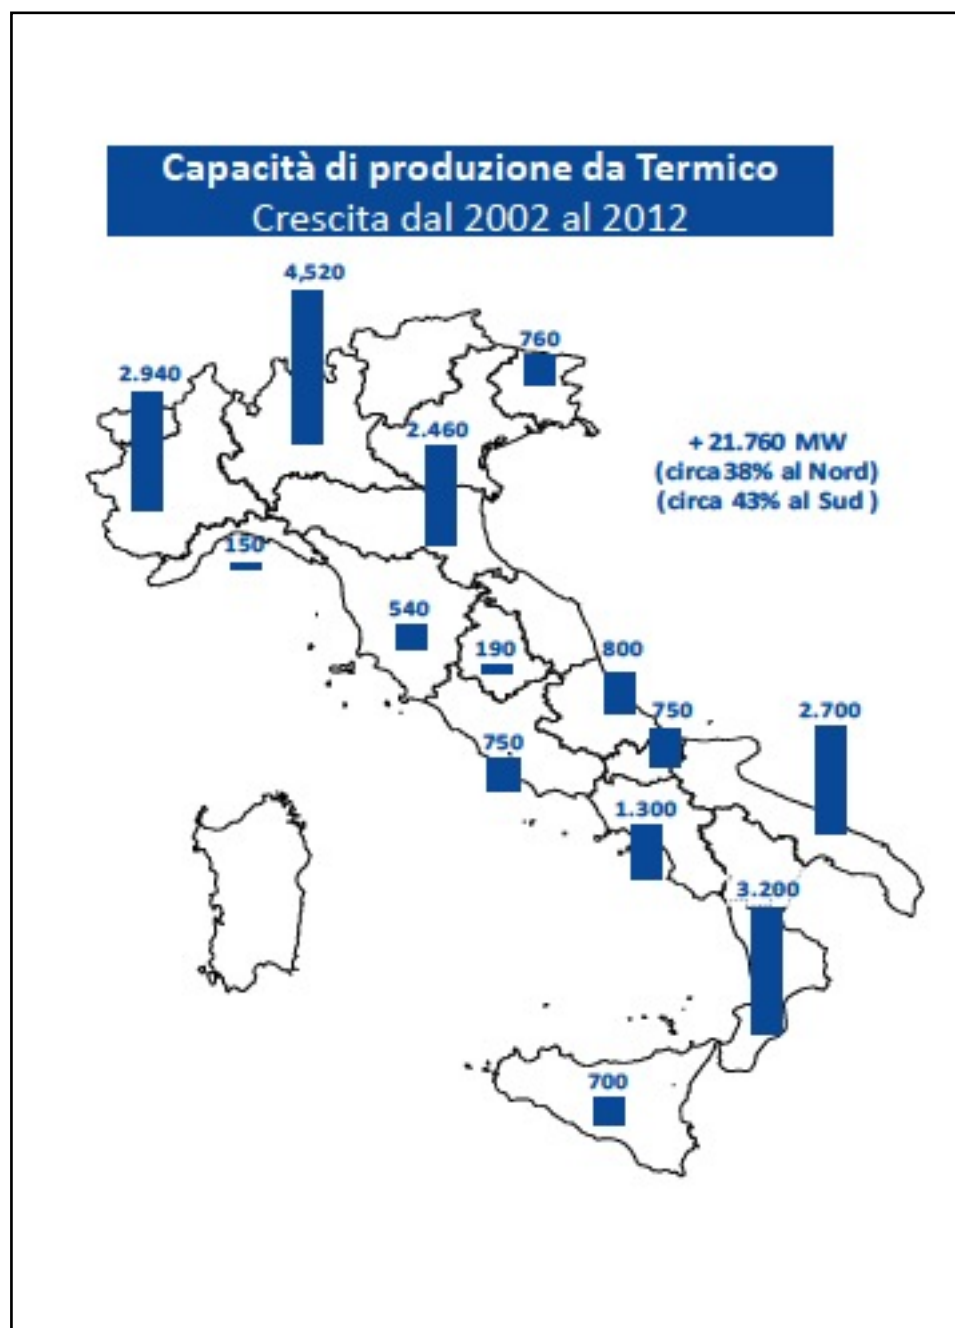 Capacità di produzione da Termico
Crescita dal 2002 al 2012
4,520
760
2.940
2.460
+ 21.760 MW
(circa 38% al Nord)
(circa 43% al Sud )
150
540
190
800
750
2.700
750
1.300
3.200
700